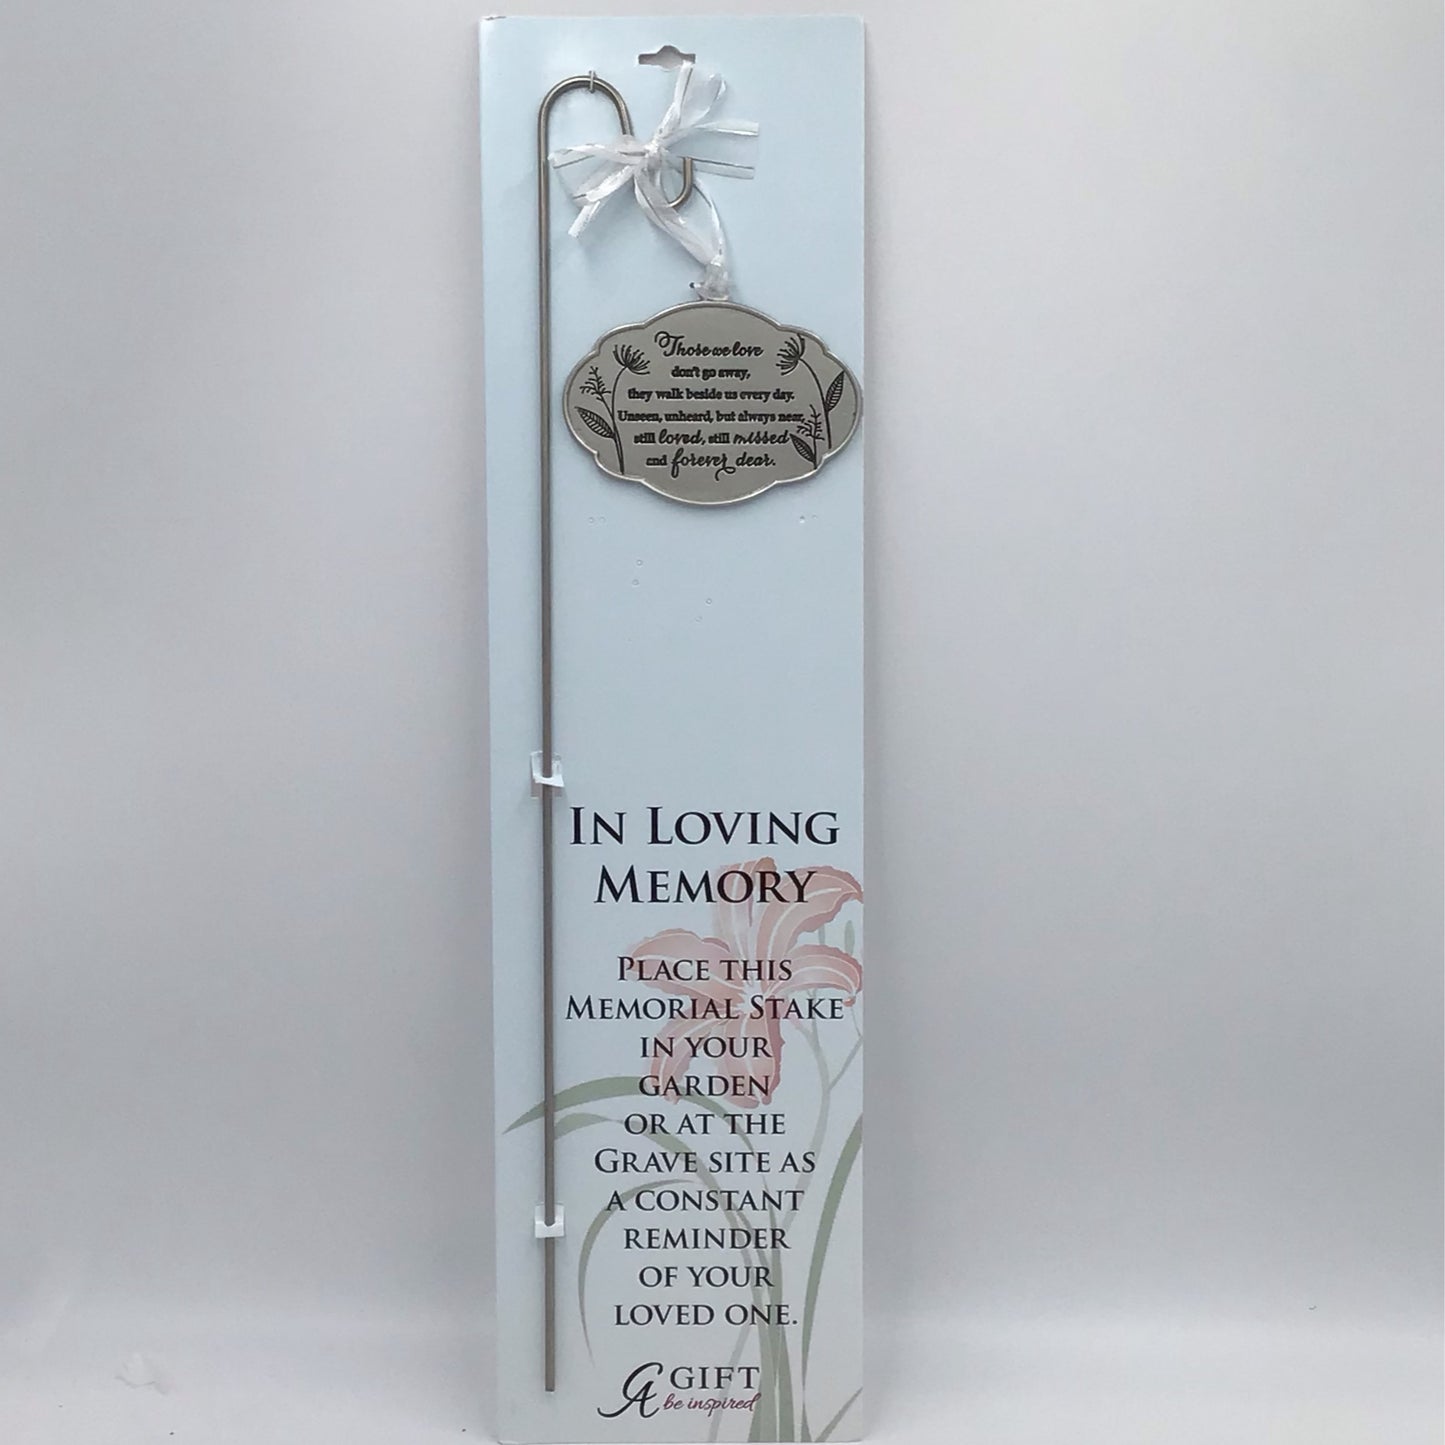 Those we love
don't go away,
they walk beside us every day.
Unseen, unheard, but always near,
still loved, still missed
and forever dear.
IN LOVING
MEMORY
PLACE THIS
MEMORIAL STAKE
IN YOUR
GARDEN
OR AT THE
GRAVE SITE AS
A CONSTANT
REMINDER
OF YOUR
LOVED ONE.
CA GIFT
be inspired